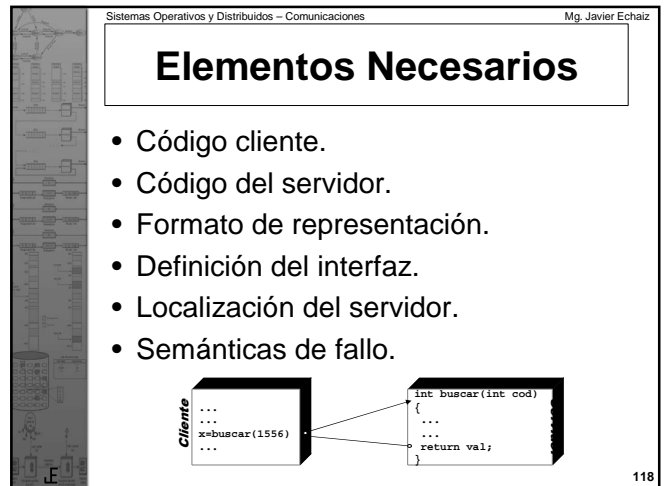 Sistemas Operativos y Distribuidos – Comunicaciones Mg. Javier Echaiz
Elementos Necesarios
• Código cliente.
• Código del servidor.
• Formato de representación.
• Definición del interfaz.
• Localización del servidor.
• Semánticas de fallo.
Cliente
...
...
x=buscar(1556)
...
int buscar(int cod)
{
...
...
return val;
}
118